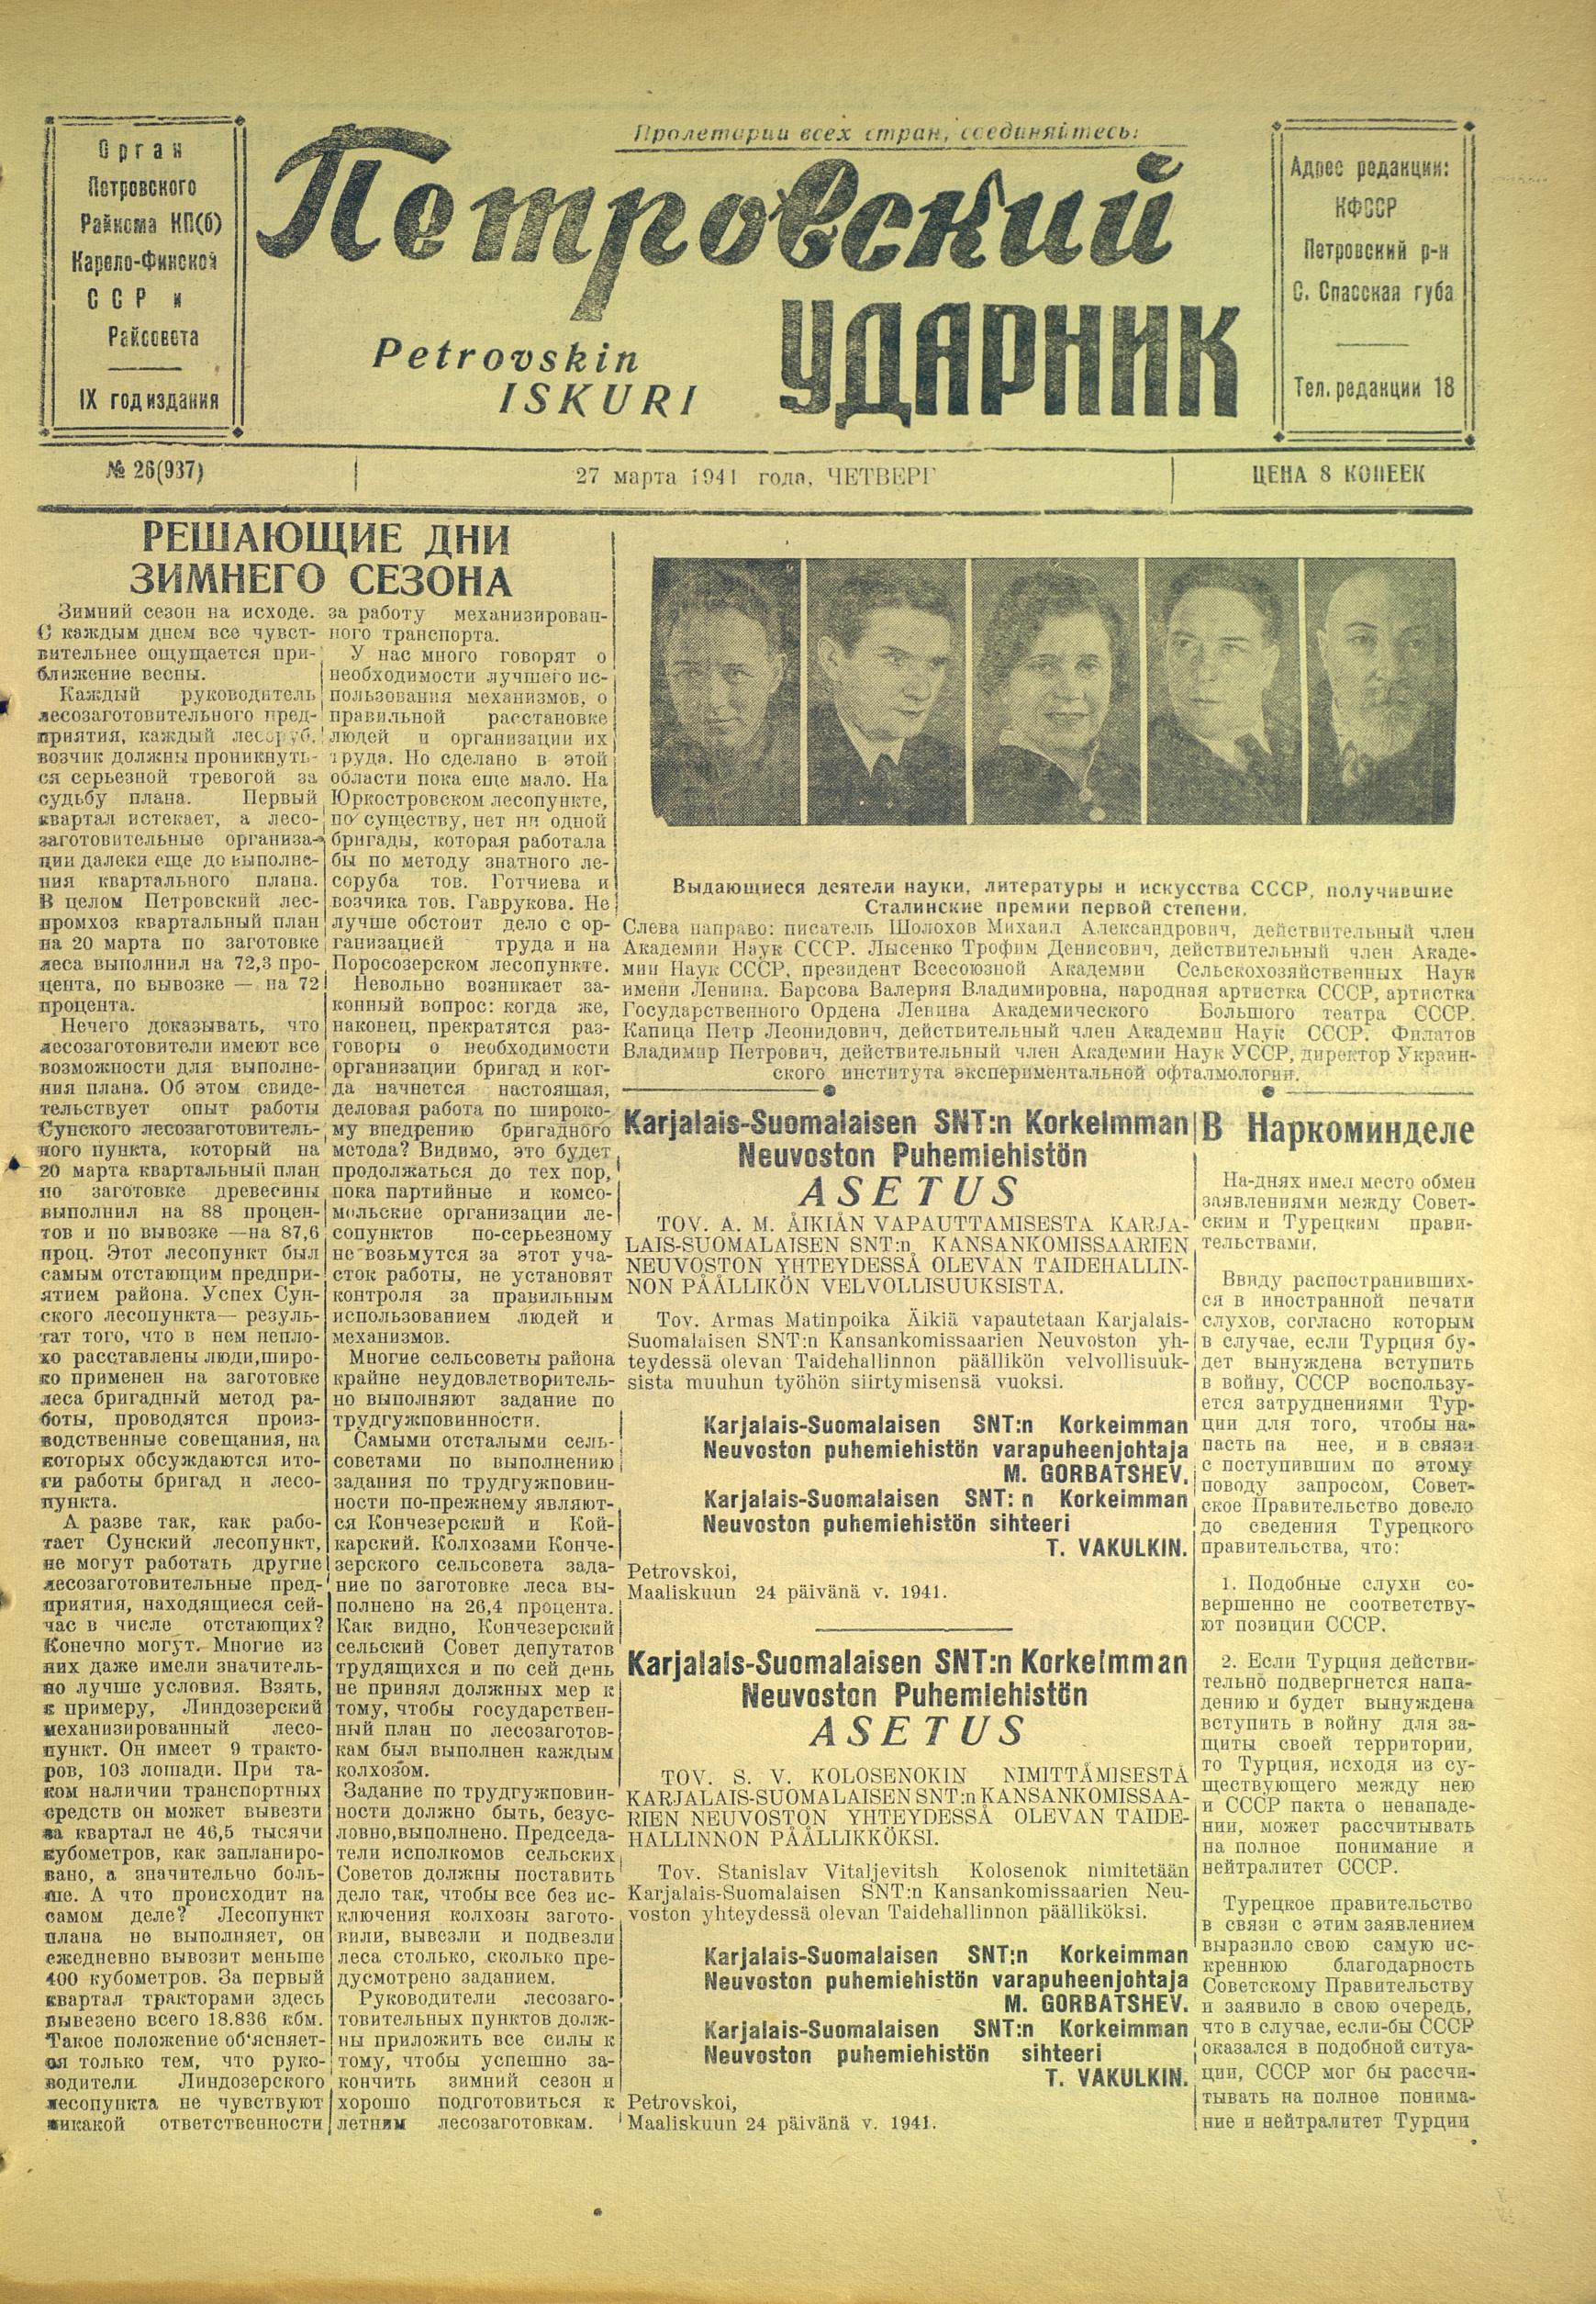 Орган
Петровского
Райкома КП(б)
Карело-Финской
ССР и
Райсовета
IX год издания
Пролетарии всех стран, соединяйтесь!
Петровский
УДАРНИК
Petrovskin
ISKURI
Адрес редакции:
КФССР
Петровский р-н
С. Спасская губа
Тел. редакции 18
№ 26(937)
27 марта 1941 года, ЧЕТВЕРГ
ЦЕНА 8 КОПЕЕК
РЕШАЮЩИЕ ДНИ
ЗИМНЕГО СЕЗОНА
Зимний сезон на исходе.
С каждым днем все чувст-
вительнее ощущается при-
ближение весны.
Каждый руководитель
лесозаготовительного пред-
приятия, каждый лесоруб,
возчик должны проникнуть-
ся серьезной тревогой за
судьбу плана. Первый
квартал истекает, а лесо-
заготовительные организа-
ции далеки еще до выполне-
ния квартального плана.
В целом Петровский лес-
промхоз квартальный план
на 20 марта по заготовке
леса выполнил на 72,3 про-
цента, по вывозке — на 72
процента.
Нечего доказывать, что
лесозаготовители имеют все
возможности для выполне-
ния плана. Об этом свиде-
тельствует опыт работы
Сунского лесозаготовитель-
ного пункта, который на
20 марта квартальный план
по заготовке древесины
выполнил на 88 процен-
тов и по вывозке —на 87,6
проц. Этот лесопункт был
самым отстающим предпри-
ятием района. Успех Сун-
ского лесопункта— резуль-
тат того, что в нем непло-
хо расставлены люди,широ-
ко применен на заготовке
леса бригадный метод ра-
боты, проводятся произ-
водственные совещания, на
которых обсуждаются ито-
ги работы бригад и лесо-
пункта.
А разве так, как рабо-
тает Сунский лесопункт,
не могут работать другие
лесозаготовительные пред-
приятия, находящиеся сей-
час в числе отстающих?
Конечно могут. Многие из
них даже имели значитель-
но лучше условия. Взять,
к примеру, Линдозерский
механизированный лесо-
пункт. Он имеет 9 тракто-
ров, 103 лошади. При та-
ком наличии транспортных
средств он может вывезти
за квартал не 46,5 тысячи
кубометров, как запланиро-
вано, а значительно боль-
ше. А что происходит на
самом деле? Лесопункт
плана не выполняет, он
ежедневно вывозит меньше
400 кубометров. За первый
квартал тракторами здесь
вывезено всего 18.836 кбм.
Такое положение об‘ясняет-
ся только тем, что руко-
водители Линдозерского
лесопункта не чувствуют
никакой ответственности
за работу механизирован-
ного транспорта.
У нас много говорят о
необходимости лучшего ис-
пользования механизмов, о
правильной расстановке
людей и организации их
труда. Но сделано в этой
области пока еще мало. На
Юркостровском лесопункте,
по существу, нет ни одной
бригады, которая работала
бы по методу знатного ле-
соруба тов. Готчиева и
возчика тов. Гаврукова. Не
лучше обстоит дело с ор-
ганизацией труда и на
Поросозерском лесопункте.
Невольно возникает за-
конный вопрос: когда же,
наконец, прекратятся раз-
говоры о необходимости
организации бригад и ког-
да начнется настоящая,
деловая работа по широко-
му внедрению бригадного
метода? Видимо, это будет
продолжаться до тех пор,
пока партийные и комсо-
мольские организации ле-
сопунктов по-серьезному
не возьмутся за этот уча-
сток работы, не установят
контроля за правильным
использованием людей и
механизмов.
Многие сельсоветы района
крайне неудовлетворитель-
но выполняют задание по
трудгужповинности.
Самыми отсталыми сель-
советами по выполнению
задания по трудгужповин-
ности по-прежнему являют-
ся Кончезерский и Кой-
карский. Колхозами Конче-
зерского сельсовета зада-
ние по заготовке леса вы-
полнено на 26,4 процента.
Как видно, Кончезерский
сельский Совет депутатов
трудящихся и по сей день
не принял должных мер к
тому, чтобы государствен-
ный план по лесозаготов-
кам был выполнен каждым
колхозом.
Задание по трудгужповин-
ности должно быть, безус-
ловно,выполнено. Председа-
тели исполкомов сельских
Советов должны поставить
дело так, чтобы все без ис-
ключения колхозы загото-
вили, вывезли и подвезли
леса столько, сколько пре-
дусмотрено заданием.
Руководители лесозаго-
товительных пунктов долж-
ны приложить все силы к
тому, чтобы успешно за-
кончить зимний сезон и
хорошо подготовиться к
летним лесозаготовкам.
Выдающиеся деятели науки, литературы и искусства СССР, получившие
Сталинские премии первой степени.
Слева направо: писатель Шолохов Михаил Александрович, действительный член
Академии Наук СССР. Лысенко Трофим Денисович, действительный член Акаде-
мии Наук СССР, президент Всесоюзной Академии Сельскохозяйственных Наук
имени Ленина. Барсова Валерия Владимировна, народная артистка СССР, артистка
Государственного Ордена Ленина Академического Большого театра СССР.
Капица Петр Леонидович, действительный член Академии Наук СССР. Филатов
Владимир Петрович, действительный член Академии Наук УССР, директор Украин-
ского института экспериментальной офталмологии.
Karjalais-Suomalaisen SNT:n Korkeimman
Neuvoston Puhemiehistön
ASETUS
TOV. A. M. ÄIKIÄN VAPAUTTAMISESTA KARJA-
LAIS-SUOMALAISEN SNT:n KANSANKOMISSAARIEN
NEUVOSTON YHTEYDESSÄ OLEVAN TAIDEHALLIN-
NON PÄÄLLIKÖN VELVOLLISUUKSISTA.
Tov. Armas Matinpoika Äikiä vapautetaan Karjalais-
Suomalaisen SNT:n Kansankomissaarien Neuvoston yh-
teydessä olevan Taidehallinnon päällikön velvollisuuk-
sista muuhun työhön siirtymisensä vuoksi.
Karjalais-Suomalaisen SNT:n Korkeimman
Neuvoston puhemiehistön varapuheenjohtaja
M. GORBATSHEV.
Karjalais-Suomalaisen SNT: n Korkeimman
Neuvoston puhemiehistön sihteeri
T. VAKULKIN.
Petrovskoi,
Maaliskuun 24 päivänä v. 1941.
Karjalais-Suomalaisen SNT:n Korkeimman
Neuvoston Puhemiehistön
ASETUS
TOV. S. V. KOLOSENOKIN NIMITTÄMISESTÄ
KARJALAIS-SUOMALAISEN SNT:n KANSANKOMISSAA-
RIEN NEUVOSTON YHTEYDESSÄ OLEVAN TAIDE-
HALLINNON PÄÄLLIKKÖKSI.
Tov. Stanislav Vitaljevitsh Kolosenok nimitetään
Karjalais-Suomalaisen SNT:n Kansankomissaarien Neu-
voston yhteydessä olevan Taidehallinnon päälliköksi.
Karjalais-Suomalaisen SNT:n Korkeimman
Neuvoston puhemiehistön varapuheenjohtaja
M. GORBATSHEV.
Karjalais-Suomalaisen SNT:n Korkeimman
Neuvoston puhemiehistön sihteeri
T. VAKULKIN.
Petrovskoi,
Maaliskuun 24 päivänä v. 1941.
В Наркоминделе
На-днях имел место обмен
заявлениями между Совет-
ским и Турецким прави-
тельствами.
Ввиду распостранивших-
ся в иностранной печати
слухов, согласно которым
в случае, если Турция бу-
дет вынуждена вступить
в войну, СССР воспользу-
ется затруднениями Тур-
ции для того, чтобы на-
пасть на нее, и в связи
с поступившим по этому
поводу запросом, Совет-
ское Правительство довело
до сведения Турецкого
правительства, что:
1. Подобные слухи со-
вершенно не соответству-
ют позиции СССР.
2. Если Турция действи-
тельно подвергнется напа-
дению и будет вынуждена
вступить в войну для за-
щиты своей территории,
то Турция, исходя из су-
ществующего между нею
и СССР пакта о ненападе-
нии, может рассчитывать
на полное понимание и
нейтралитет СССР.
Турецкое правительство
в связи с этим заявлением
выразило свою самую ис-
креннюю благодарность
Советскому Правительству
и заявило в свою очередь,
что в случае, если-бы СССР
оказался в подобной ситуа-
ции, СССР мог бы рассчи-
тывать на полное понима-
ние и нейтралитет Турции